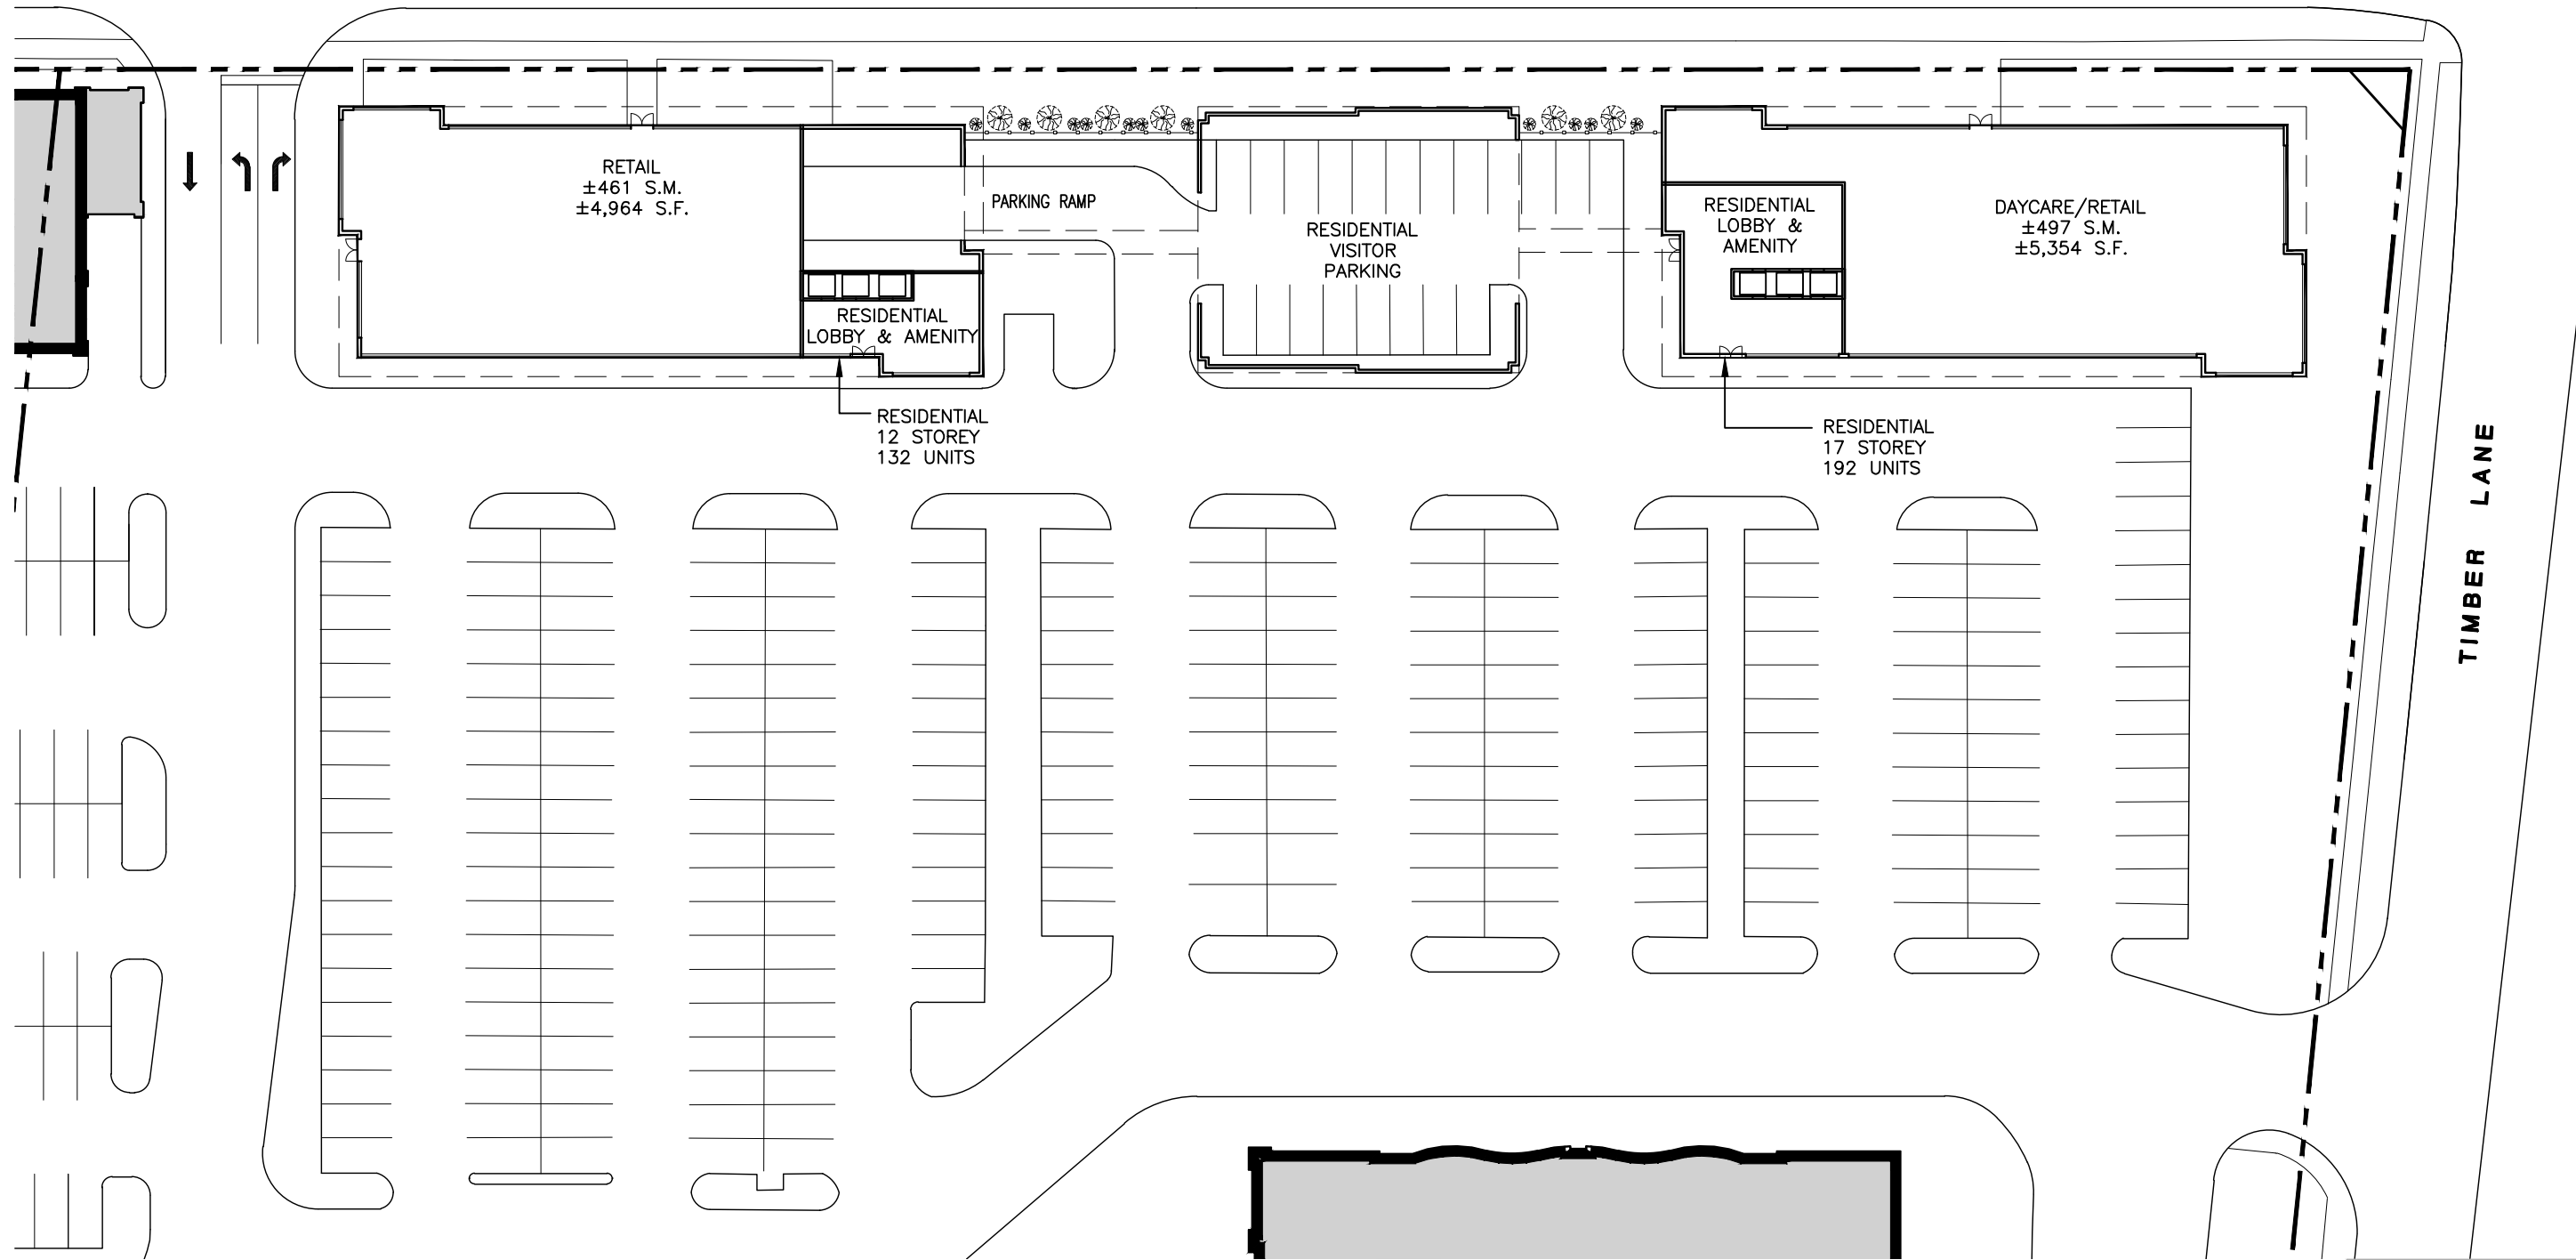 RETAIL
±461 S.M.
±4,964 S.F.
PARKING RAMP
RESIDENTIAL
LOBBY & AMENITY
RESIDENTIAL
12 STOREY
132 UNITS
RESIDENTIAL
VISITOR
PARKING
RESIDENTIAL
LOBBY &
AMENITY
DAYCARE/RETAIL
±497 S.M.
±5,354 S.F.
RESIDENTIAL
17 STOREY
192 UNITS
TIMBER LANE